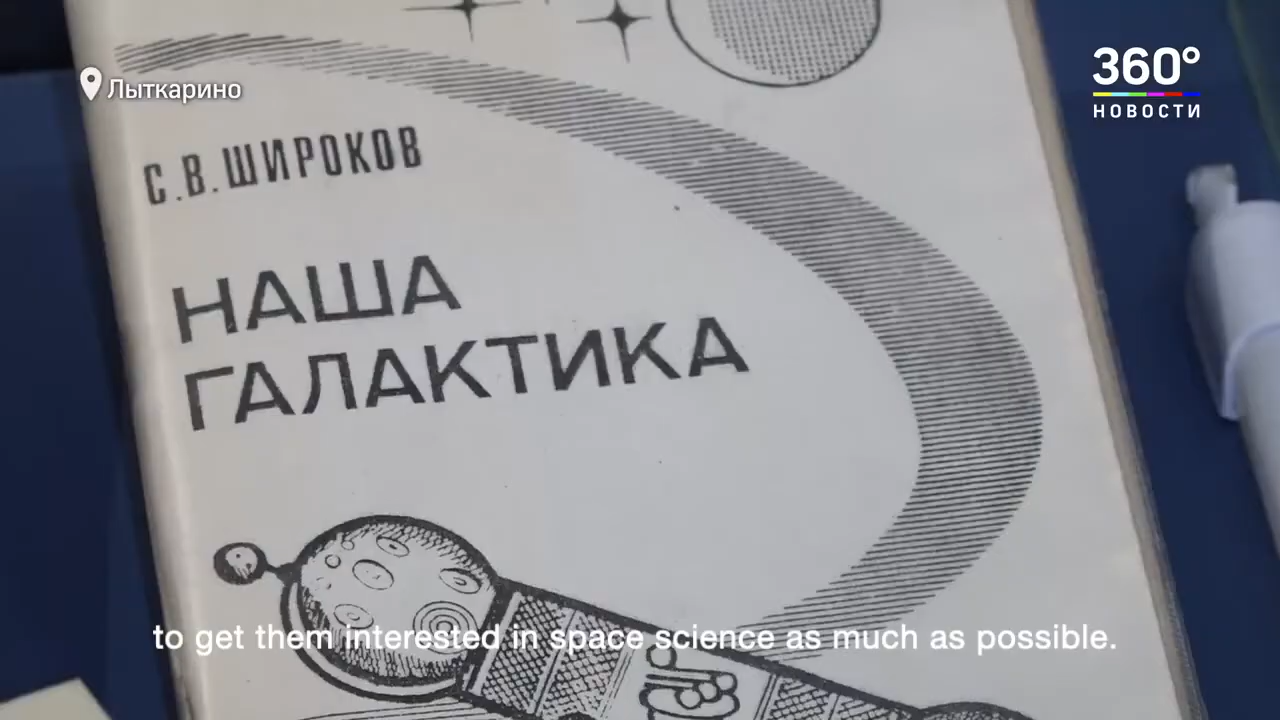 Лыткарино
360°
НОВОСТИ
С.В.ШИРОКОВ
НАША
ГАЛАКТИКА
to get them interested in space science as much as possible.